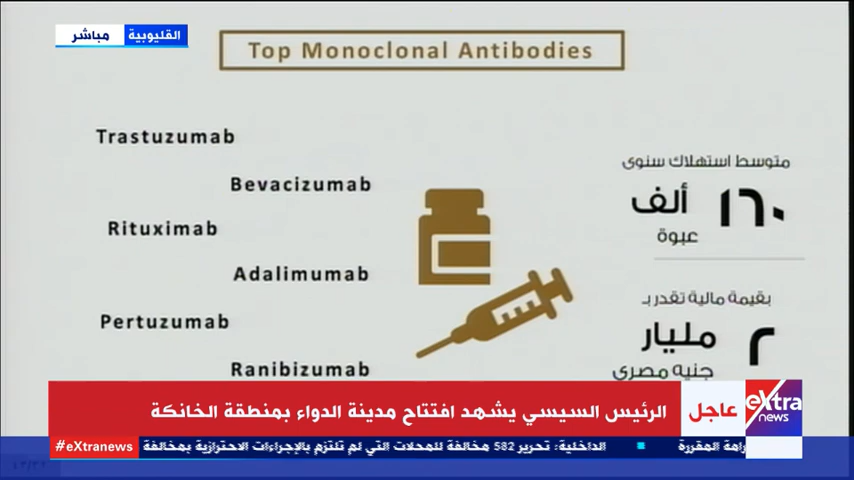 القليوبية
مباشر
Top Monoclonal Antibodies
Trastuzumab
Bevacizumab
Rituximab
Adalimumab
Pertuzumab
Ranibizumab
متوسط استهلاك سنوى
١٦٠ ألف
عبوة
بقيمة مالية تقدر بـ
٢ مليار
جنيه مصرى
عاجل
الرئيس السيسي يشهد افتتاح مدينة الدواء بمنطقة الخانكة
eXtra
news
المقررة
الداخلية: تحرير 582 مخالفة للمحلات التي لم تلتزم بالإجراءات الاحترازية بمخالفة
#eXtranews